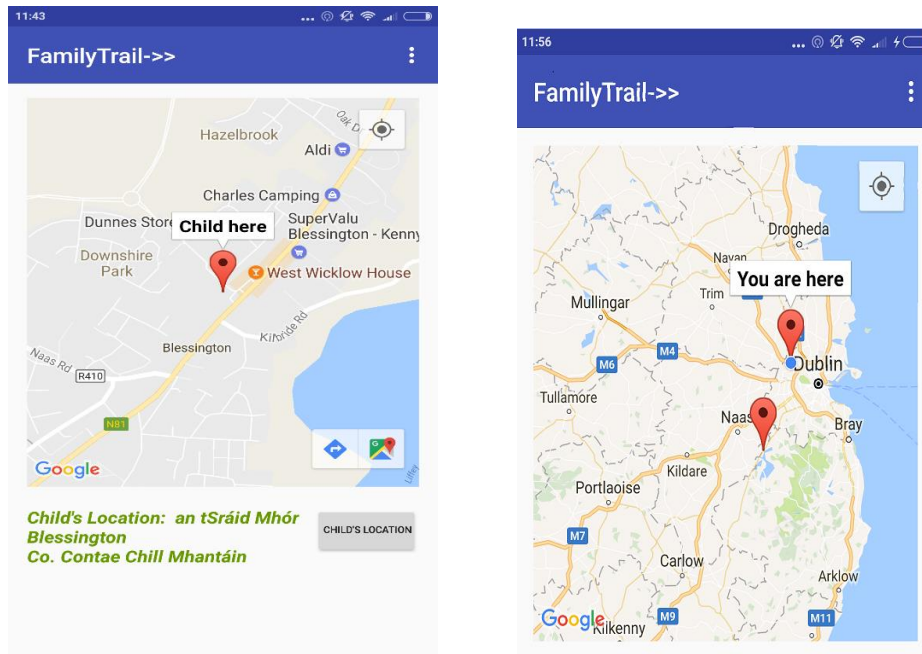 11:43
FamilyTrail->>
Hazelbrook
Oak D
Aldi
Charles Camping
Dunnes Stor
Child here
SuperValu
Blessington - Kenny
Downshire
Park
West Wicklow House
Kilbride Rd
Blessington
Naas Rd
R410
N81
Google
Liffey
Child's Location: an tSráid Mhór
Blessington
Co. Contae Chill Mhantáin
CHILD'S LOCATION
11:56
FamilyTrail->>
Drogheda
Navan
You are here
Trim
Mullingar
M4
M6
Dublin
Tullamore
Naas
Bray
Kildare
Portlaoise
M7
Carlow
Arklow
Google
Kilkenny
M9
M11